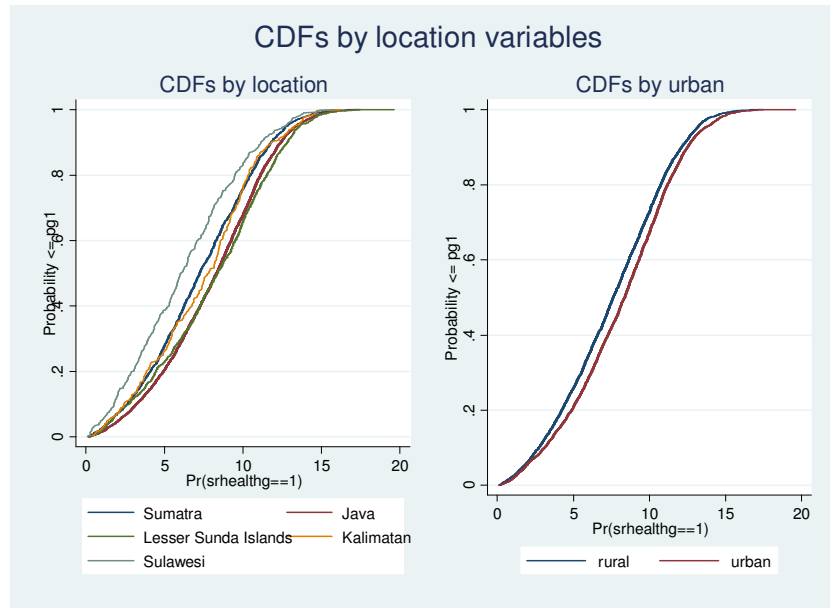 CDFs by location variables
CDFs by location
Probability <= pg1
0 .2 .4 .6 .8 1
0 5 10 15 20
Pr(srhealthg==1)
Sumatra Java
Lesser Sunda Islands Kalimatan
Sulawesi
CDFs by urban
Probability <= pg1
0 .2 .4 .6 .8 1
0 5 10 15 20
Pr(srhealthg==1)
rural urban